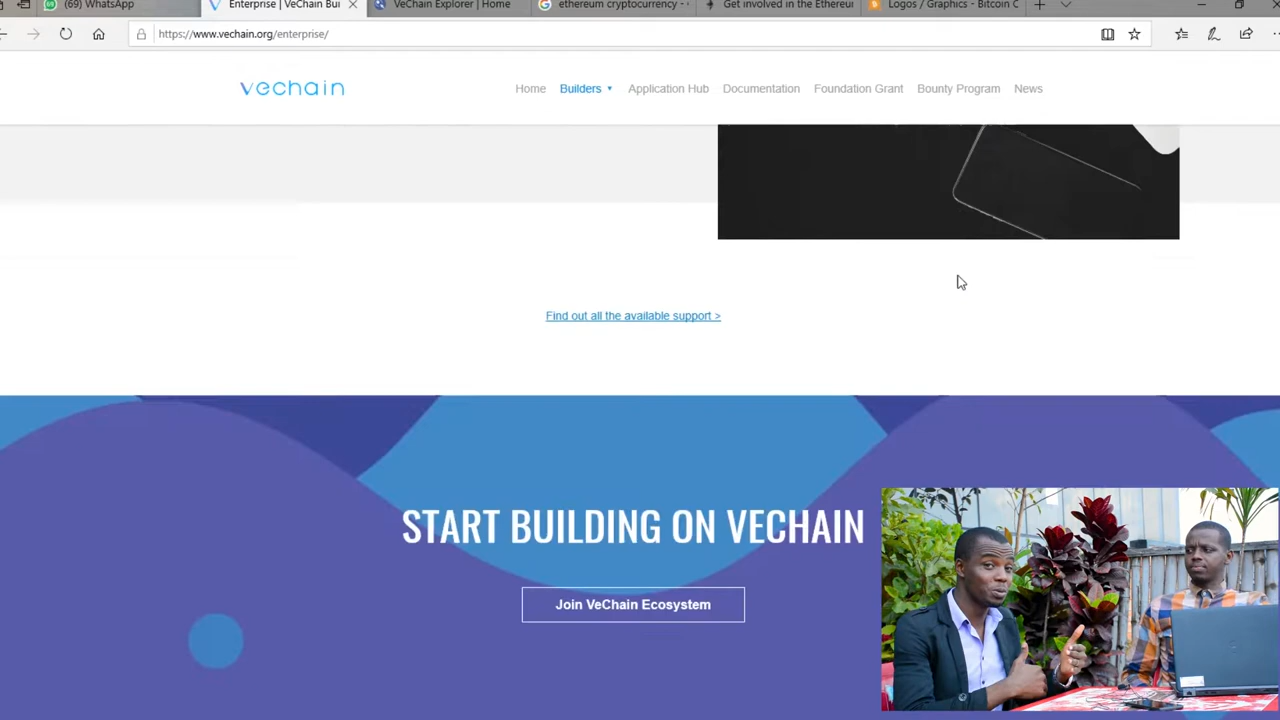 (69) WhatsApp
Enterprise | VeChain Bui
VeChain Explorer | Home
ethereum cryptocurrency -
Get involved in the Ethereum
Logos / Graphics - Bitcoin C
https://www.vechain.org/enterprise/
vechain
Home
Builders
Application Hub
Documentation
Foundation Grant
Bounty Program
News
Find out all the available support >
START BUILDING ON VECHAIN
Join VeChain Ecosystem